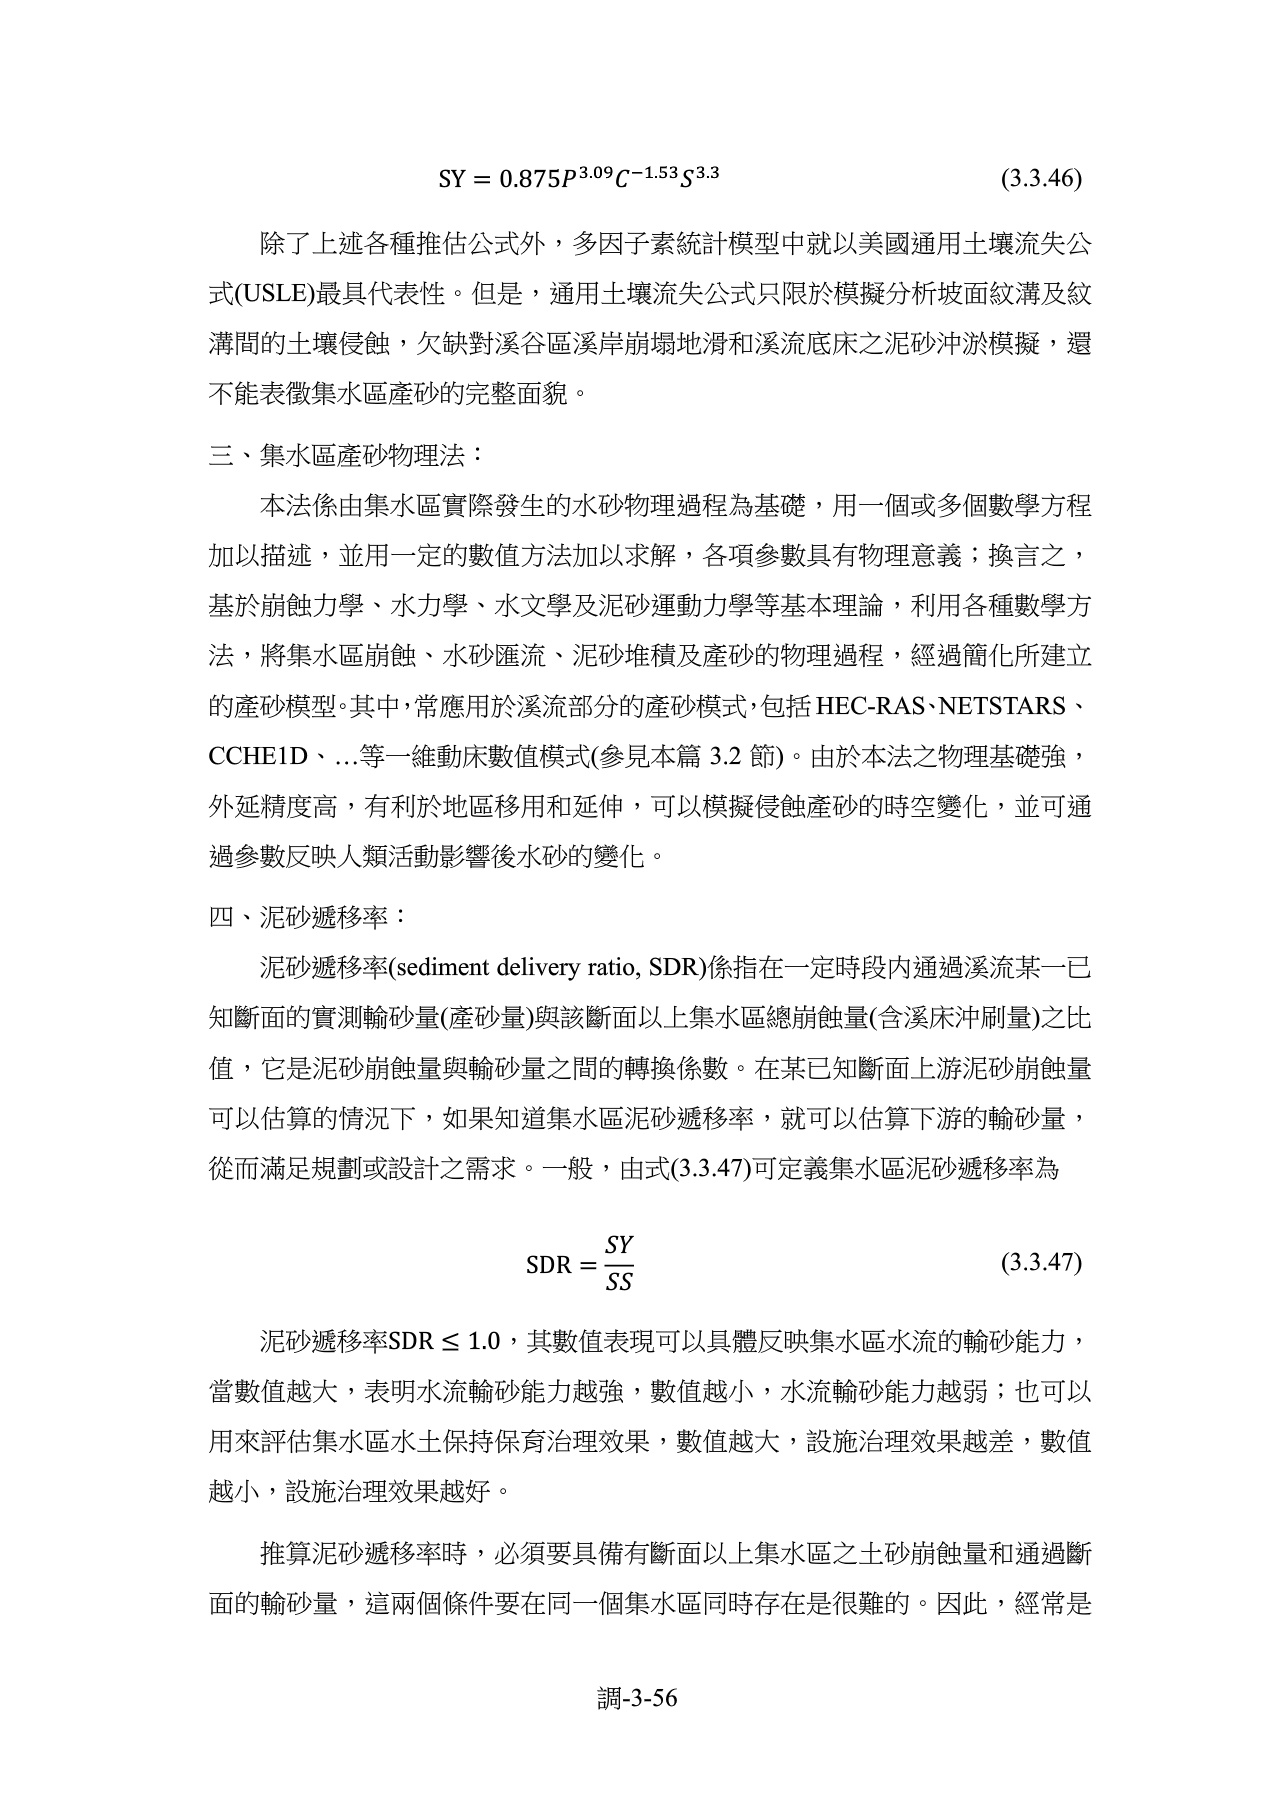 SY = 0.875P^3.09 C^−1.53 S^3.3 (3.3.46)
除了上述各種推估公式外，多因子素統計模型中就以美國通用土壤流失公
式(USLE)最具代表性。但是，通用土壤流失公式只限於模擬分析坡面紋溝及紋
溝間的土壤侵蝕，欠缺對溪谷區溪岸崩塌地滑和溪流底床之泥砂沖淤模擬，還
不能表徵集水區產砂的完整面貌。
三、集水區產砂物理法：
本法係由集水區實際發生的水砂物理過程為基礎，用一個或多個數學方程
加以描述，並用一定的數值方法加以求解，各項參數具有物理意義；換言之，
基於崩蝕力學、水力學、水文學及泥砂運動力學等基本理論，利用各種數學方
法，將集水區崩蝕、水砂匯流、泥砂堆積及產砂的物理過程，經過簡化所建立
的產砂模型。其中，常應用於溪流部分的產砂模式，包括 HEC-RAS、NETSTARS、
CCHE1D、…等一維動床數值模式(參見本篇 3.2 節)。由於本法之物理基礎強，
外延精度高，有利於地區移用和延伸，可以模擬侵蝕產砂的時空變化，並可通
過參數反映人類活動影響後水砂的變化。
四、泥砂遞移率：
泥砂遞移率(sediment delivery ratio, SDR)係指在一定時段內通過溪流某一已
知斷面的實測輸砂量(產砂量)與該斷面以上集水區總崩蝕量(含溪床沖刷量)之比
值，它是泥砂崩蝕量與輸砂量之間的轉換係數。在某已知斷面上游泥砂崩蝕量
可以估算的情況下，如果知道集水區泥砂遞移率，就可以估算下游的輸砂量，
從而滿足規劃或設計之需求。一般，由式(3.3.47)可定義集水區泥砂遞移率為
SDR = SY/SS (3.3.47)
泥砂遞移率SDR ≤ 1.0，其數值表現可以具體反映集水區水流的輸砂能力，
當數值越大，表明水流輸砂能力越強，數值越小，水流輸砂能力越弱；也可以
用來評估集水區水土保持保育治理效果，數值越大，設施治理效果越差，數值
越小，設施治理效果越好。
推算泥砂遞移率時，必須要具備有斷面以上集水區之土砂崩蝕量和通過斷
面的輸砂量，這兩個條件要在同一個集水區同時存在是很難的。因此，經常是
調-3-56